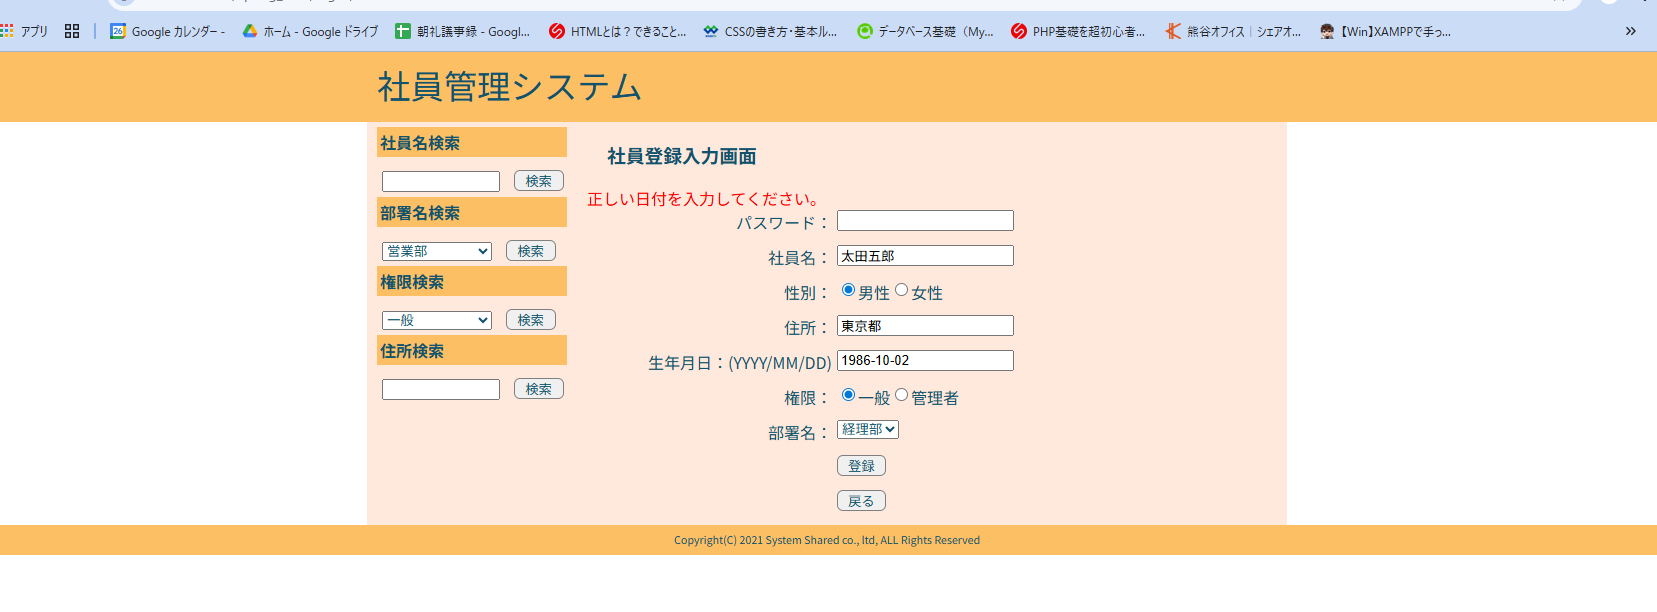 アプリ
Google カレンダー -
ホーム - Google ドライブ
朝礼議事録 - Googl...
HTMLとは？できること...
CSSの書き方・基本ル...
データベース基礎（My...
PHP基礎を超初心者...
熊谷オフィス｜シェアオ...
【Win】XAMPPで手っ...
社員管理システム
社員名検索
検索
部署名検索
営業部 検索
権限検索
一般 検索
住所検索
検索
社員登録入力画面
正しい日付を入力してください。
パスワード：
社員名： 太田五郎
性別： 男性 女性
住所： 東京都
生年月日：(YYYY/MM/DD) 1986-10-02
権限： 一般 管理者
部署名： 経理部
登録
戻る
Copyright(C) 2021 System Shared co., ltd, ALL Rights Reserved